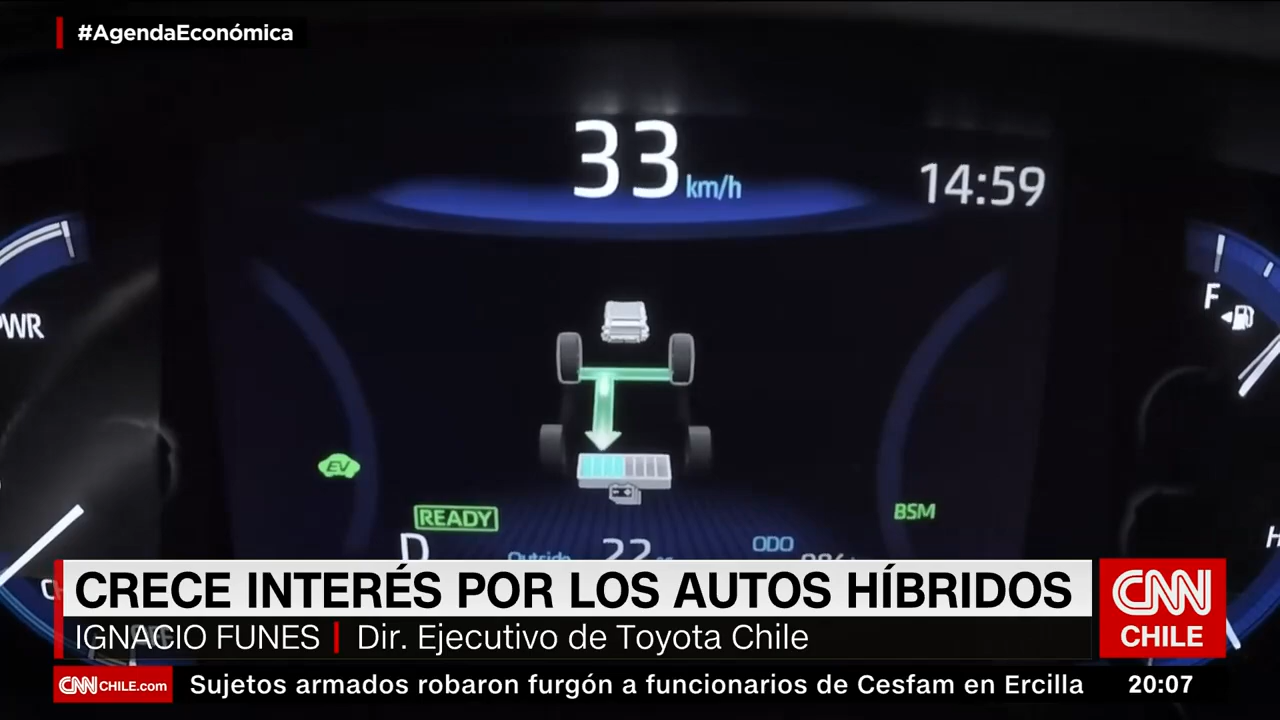 #AgendaEconómica
33 km/h
14:59
PWR
F
EV
READY
BSM
D
Outside 22
ODO
CRECE INTERÉS POR LOS AUTOS HÍBRIDOS
IGNACIO FUNES | Dir. Ejecutivo de Toyota Chile
CNN CHILE
CNNCHILE.com
Sujetos armados robaron furgón a funcionarios de Cesfam en Ercilla
20:07